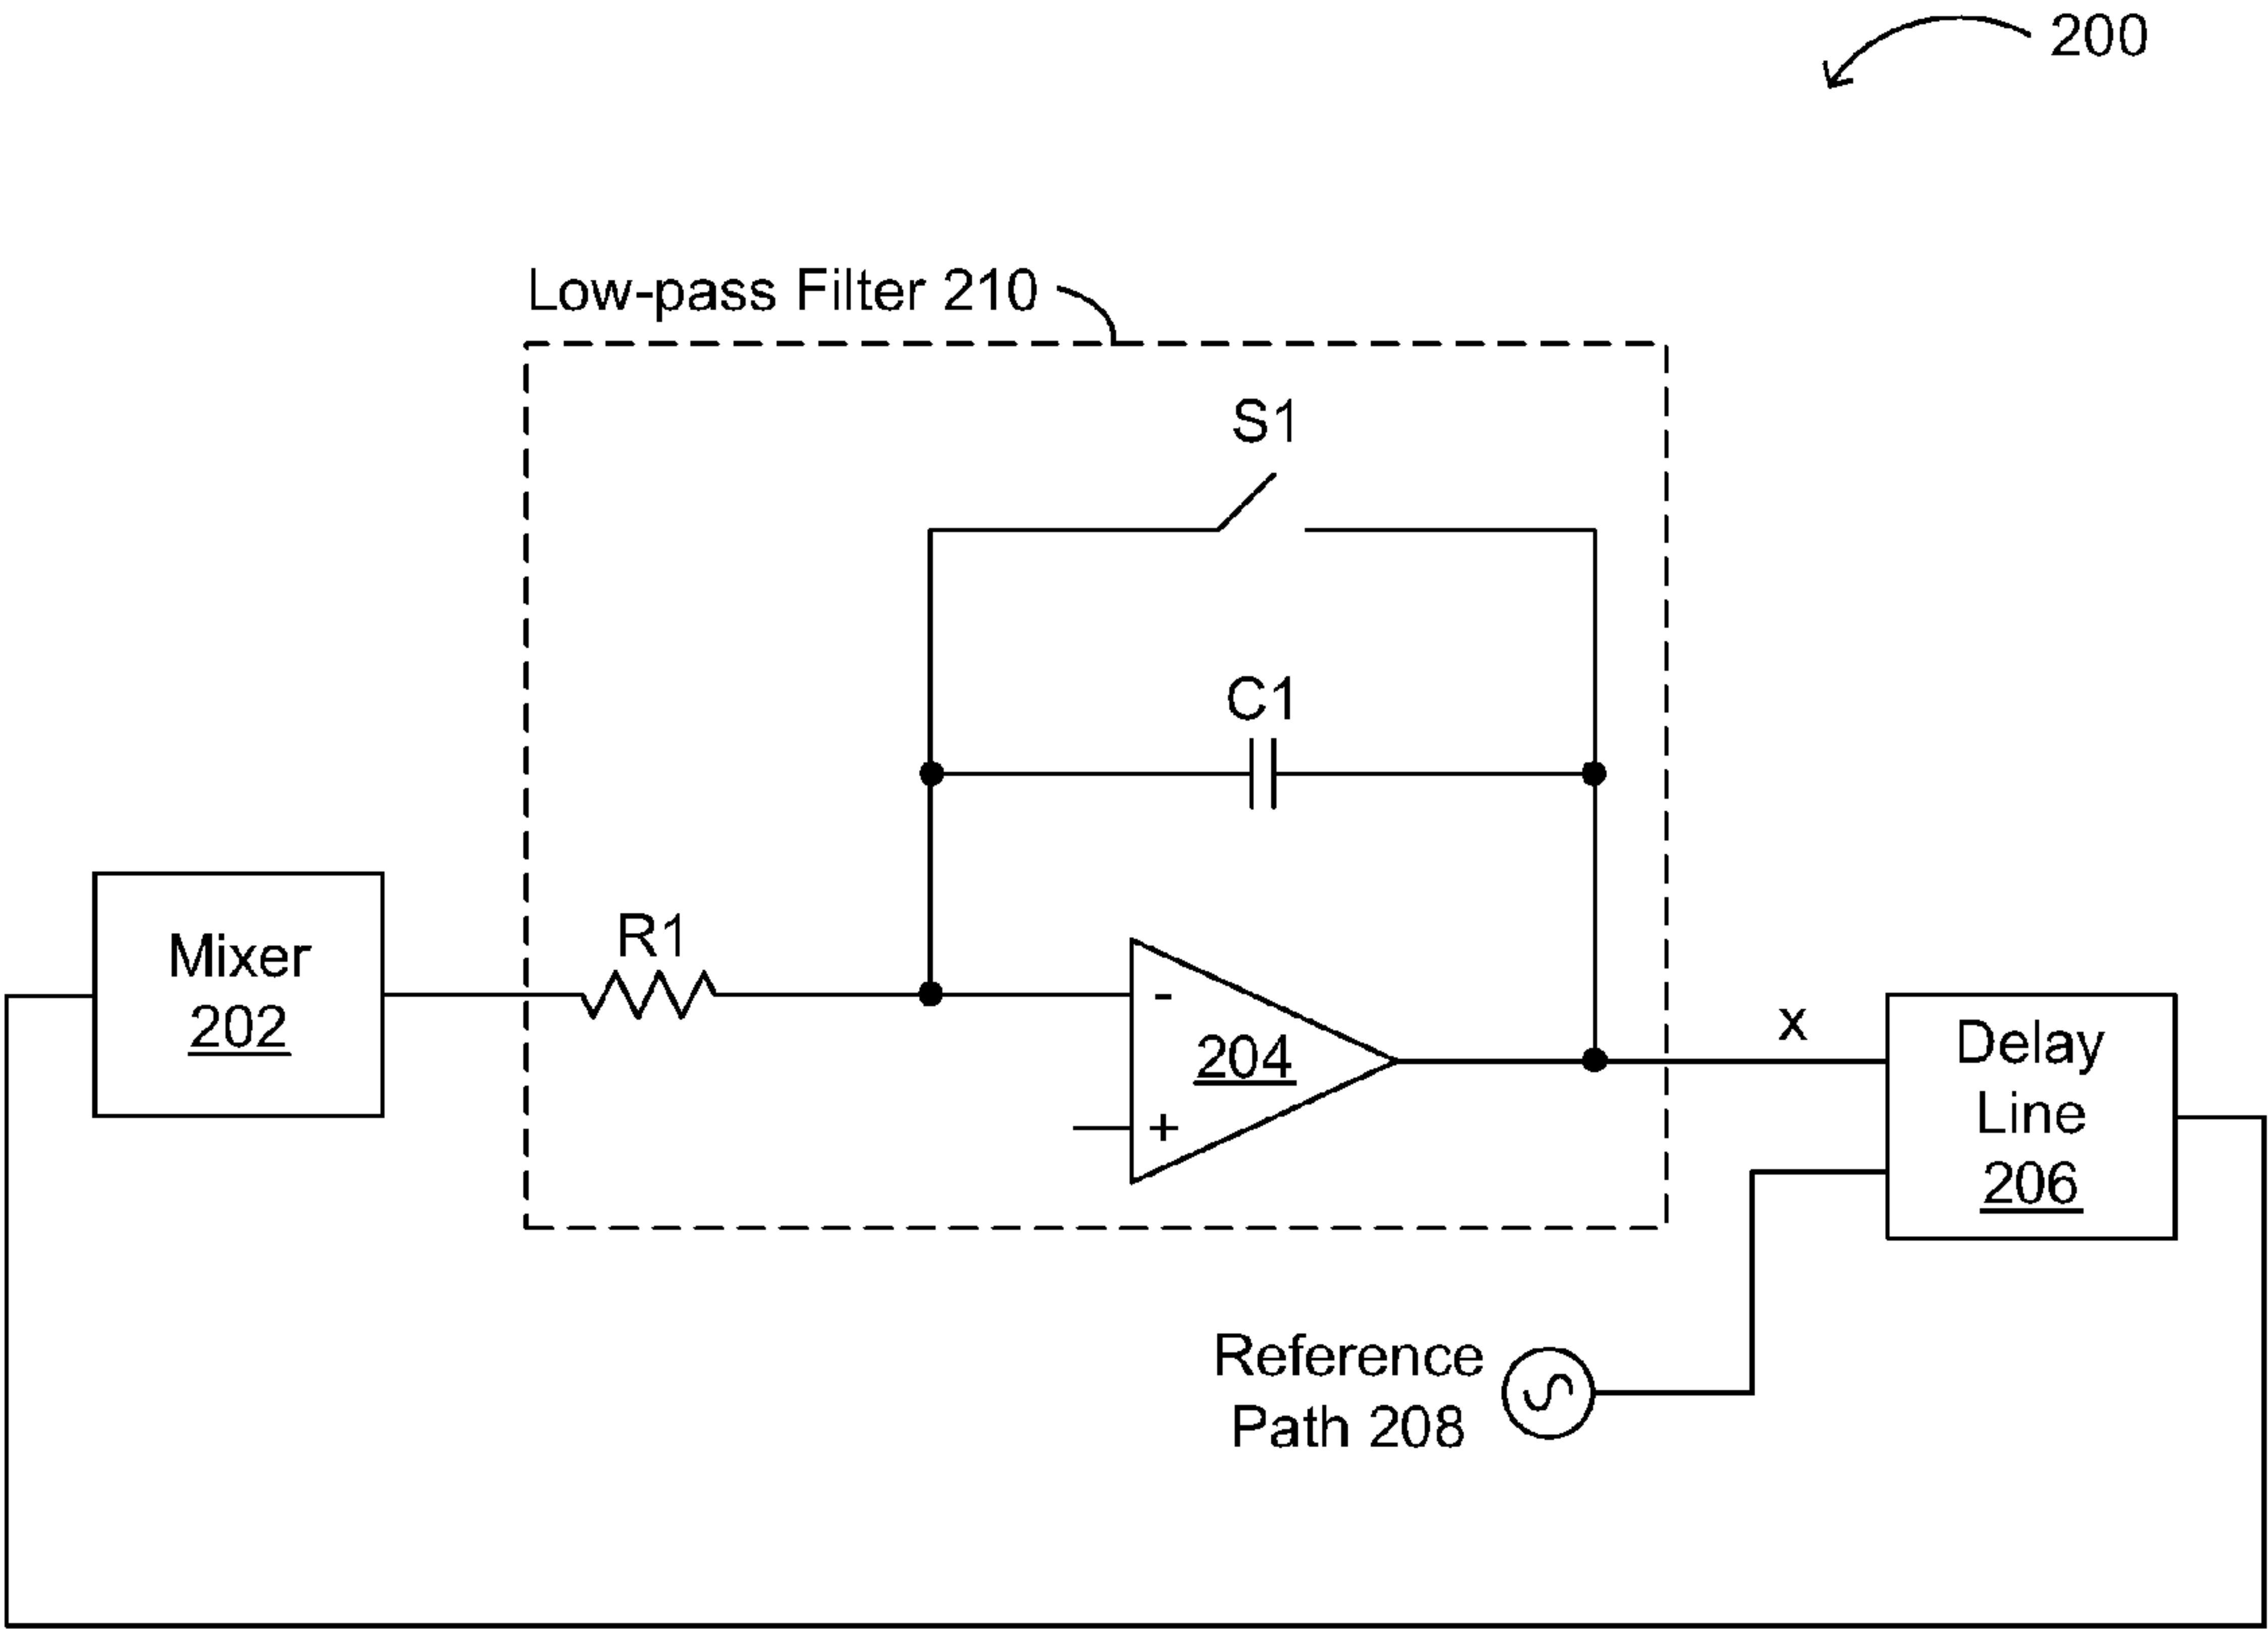 200
Low-pass Filter 210
S1
C1
R1
Mixer
202
-
204
+
x
Delay
Line
206
Reference
Path 208